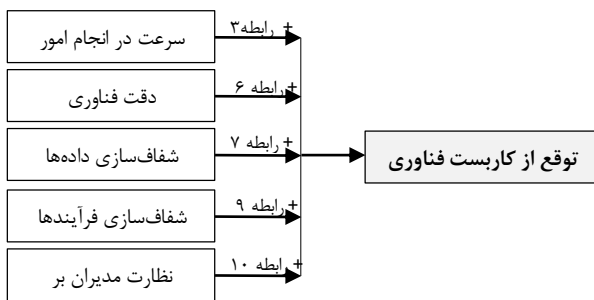 سرعت در انجام امور
رابطه۳ +
دقت فناوری
رابطه ۶ +
شفاف‌سازی داده‌ها
رابطه ۷ +
توقع از کاربست فناوری
شفاف‌سازی فرآیندها
رابطه ۹ +
نظارت مدیران بر
ابطه ۱۰ +